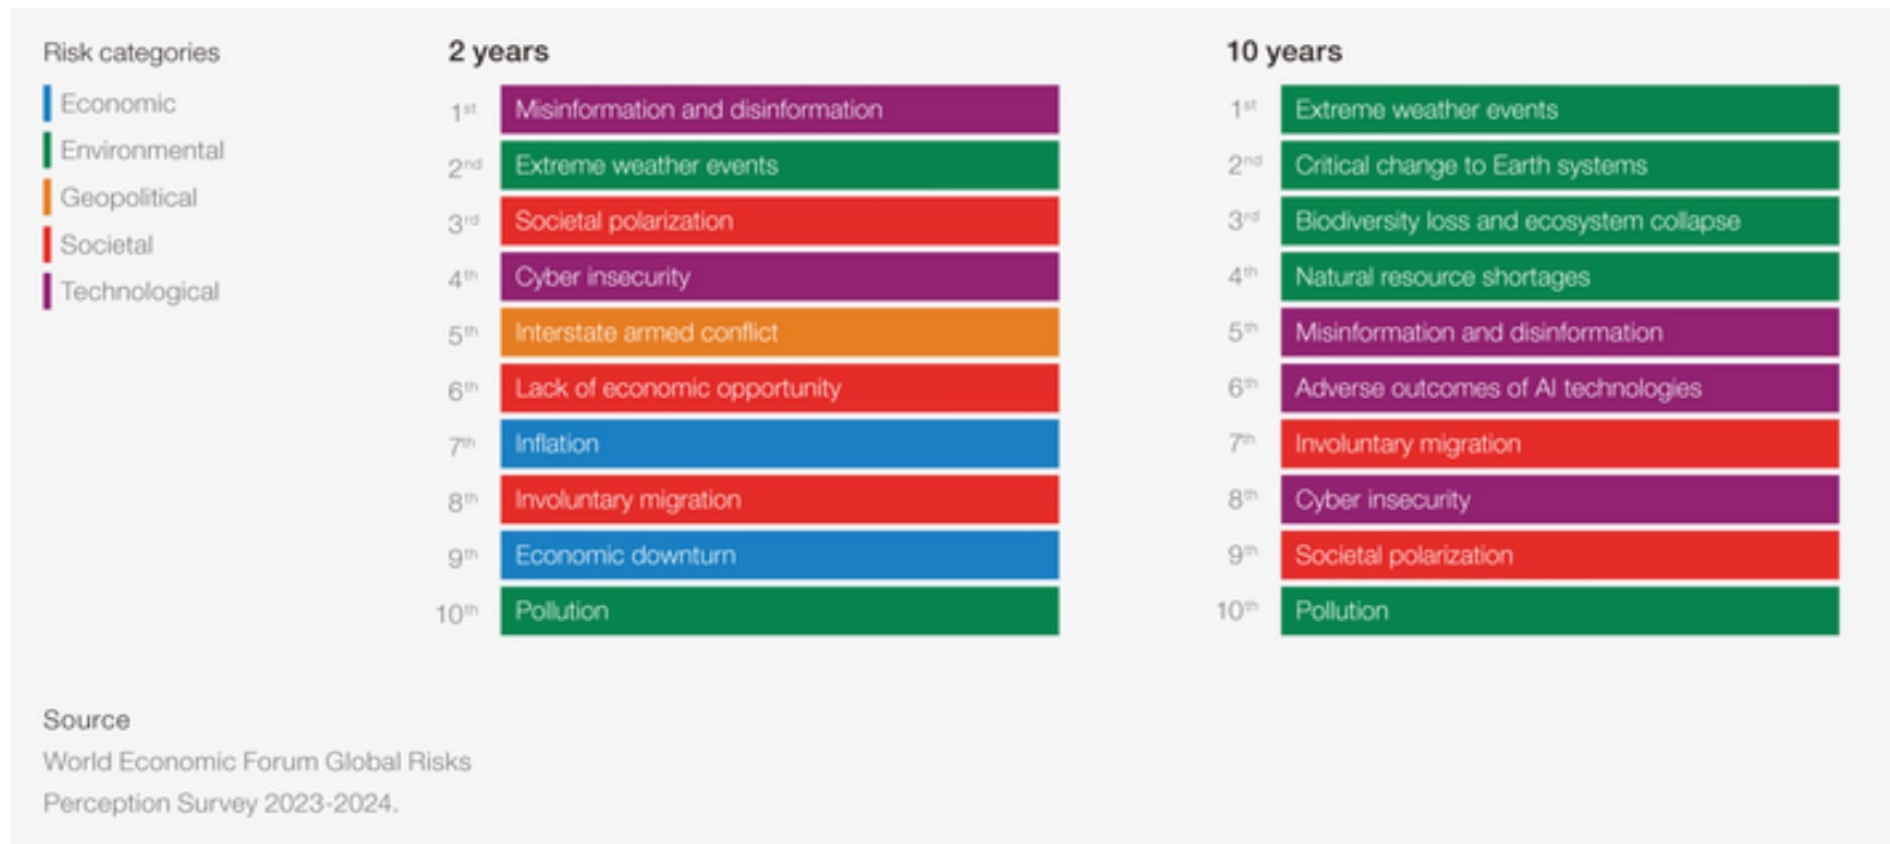 Risk categories
Economic
Environmental
Geopolitical
Societal
Technological
2 years
1st Misinformation and disinformation
2nd Extreme weather events
3rd Societal polarization
4th Cyber insecurity
5th Interstate armed conflict
6th Lack of economic opportunity
7th Inflation
8th Involuntary migration
9th Economic downturn
10th Pollution
10 years
1st Extreme weather events
2nd Critical change to Earth systems
3rd Biodiversity loss and ecosystem collapse
4th Natural resource shortages
5th Misinformation and disinformation
6th Adverse outcomes of AI technologies
7th Involuntary migration
8th Cyber insecurity
9th Societal polarization
10th Pollution
Source
World Economic Forum Global Risks
Perception Survey 2023-2024.